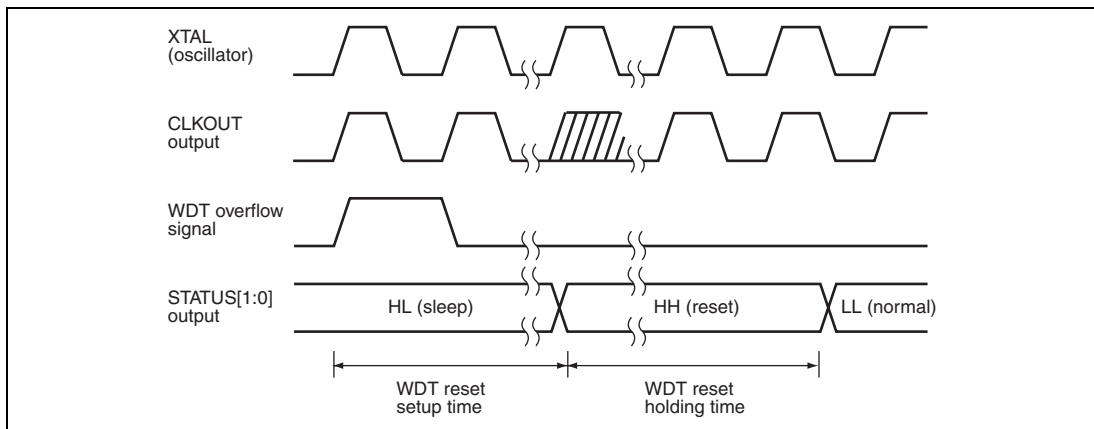 XTAL
(oscillator)
CLKOUT
output
WDT overflow
signal
STATUS[1:0]
output
HL (sleep)
HH (reset)
LL (normal)
WDT reset
setup time
WDT reset
holding time